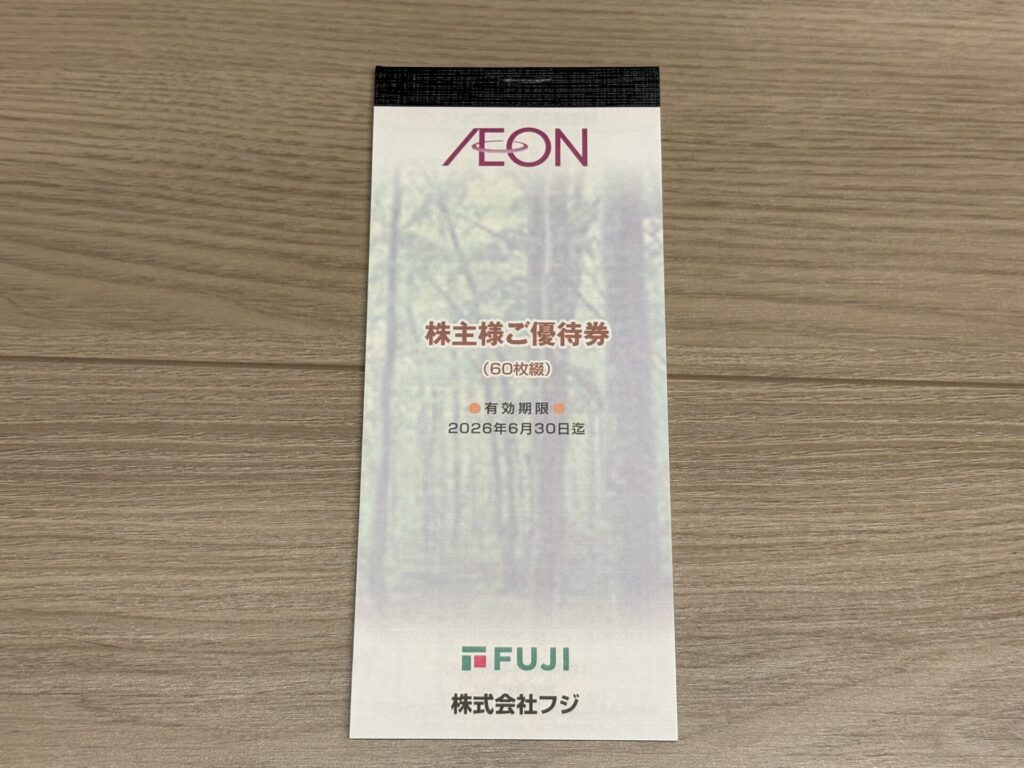 ÆON
株主様ご優待券
（60枚綴）
●有効期限●
2026年6月30日迄
FUJI
株式会社フジ